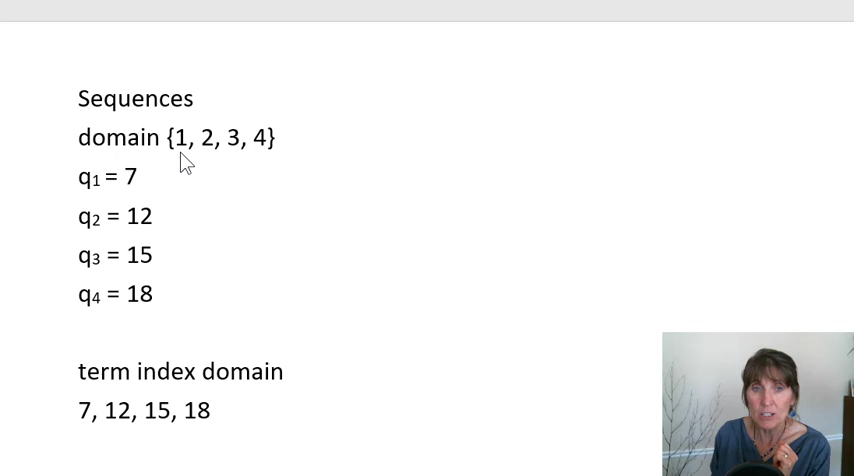 Sequences
domain {1, 2, 3, 4}
q₁ = 7
q₂ = 12
q₃ = 15
q₄ = 18
term index domain
7, 12, 15, 18